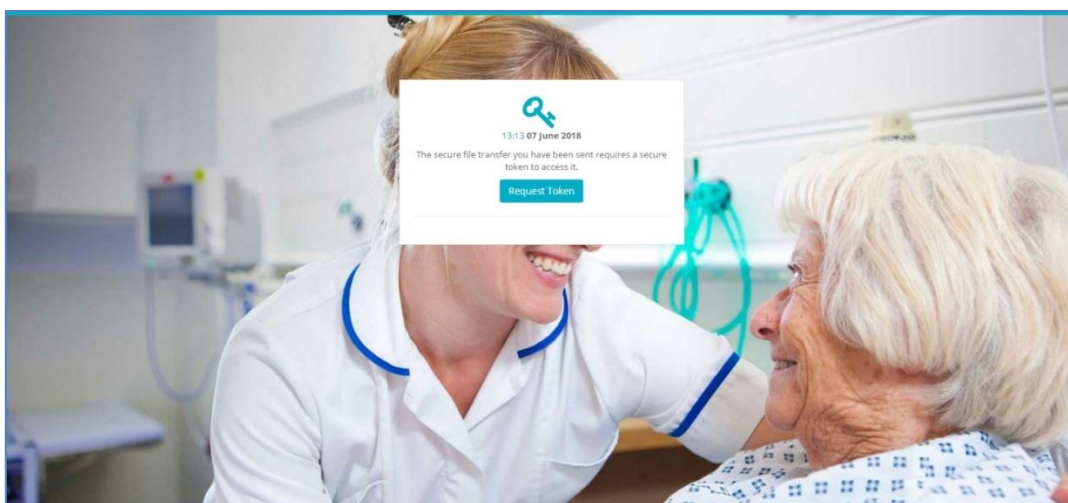 13:13 07 June 2018
The secure file transfer you have been sent requires a secure
token to access it.
Request Token